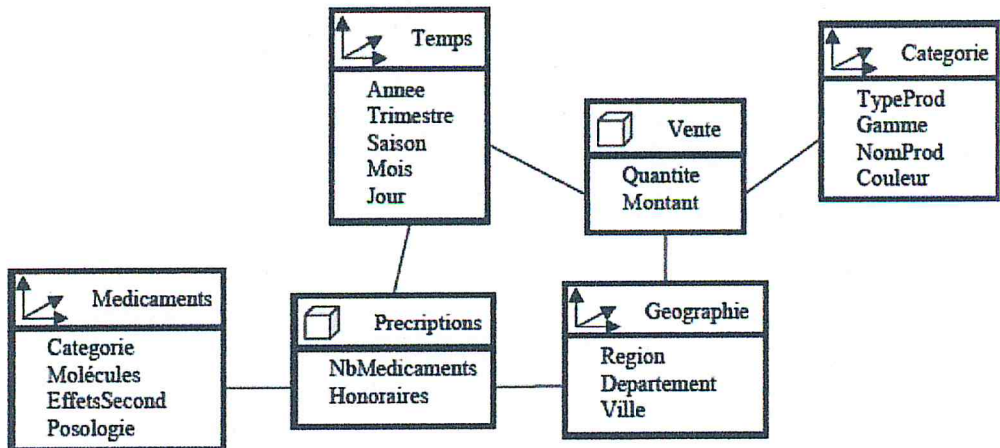 Temps
Annee
Trimestre
Saison
Mois
Jour
Vente
Quantite
Montant
Categorie
TypeProd
Gamme
NomProd
Couleur
Medicaments
Categorie
Molécules
EffetsSecond
Posologie
Precriptions
NbMedicaments
Honoraires
Geographie
Region
Departement
Ville